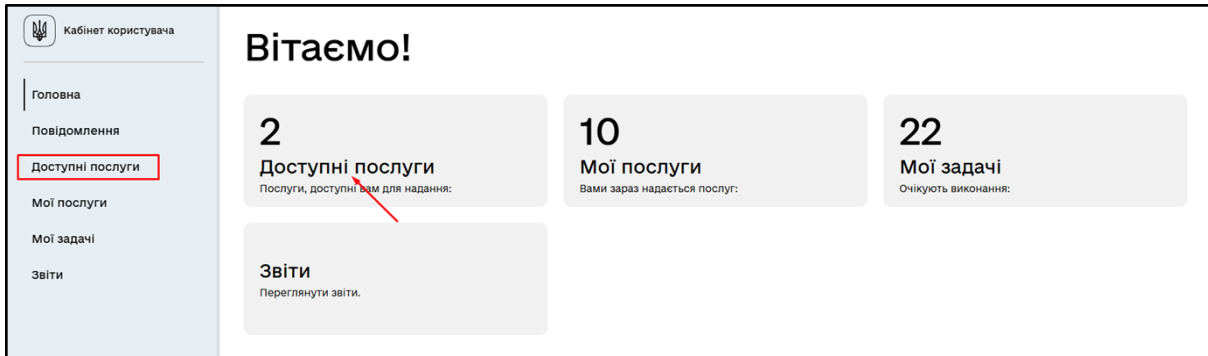 Кабінет користувача
Головна
Повідомлення
Доступні послуги
Мої послуги
Мої задачі
Звіти
Вітаємо!
2
Доступні послуги
Послуги, доступні вам для надання:
10
Мої послуги
Вами зараз надається послуг:
22
Мої задачі
Очікують виконання:
Звіти
Переглянути звіти.